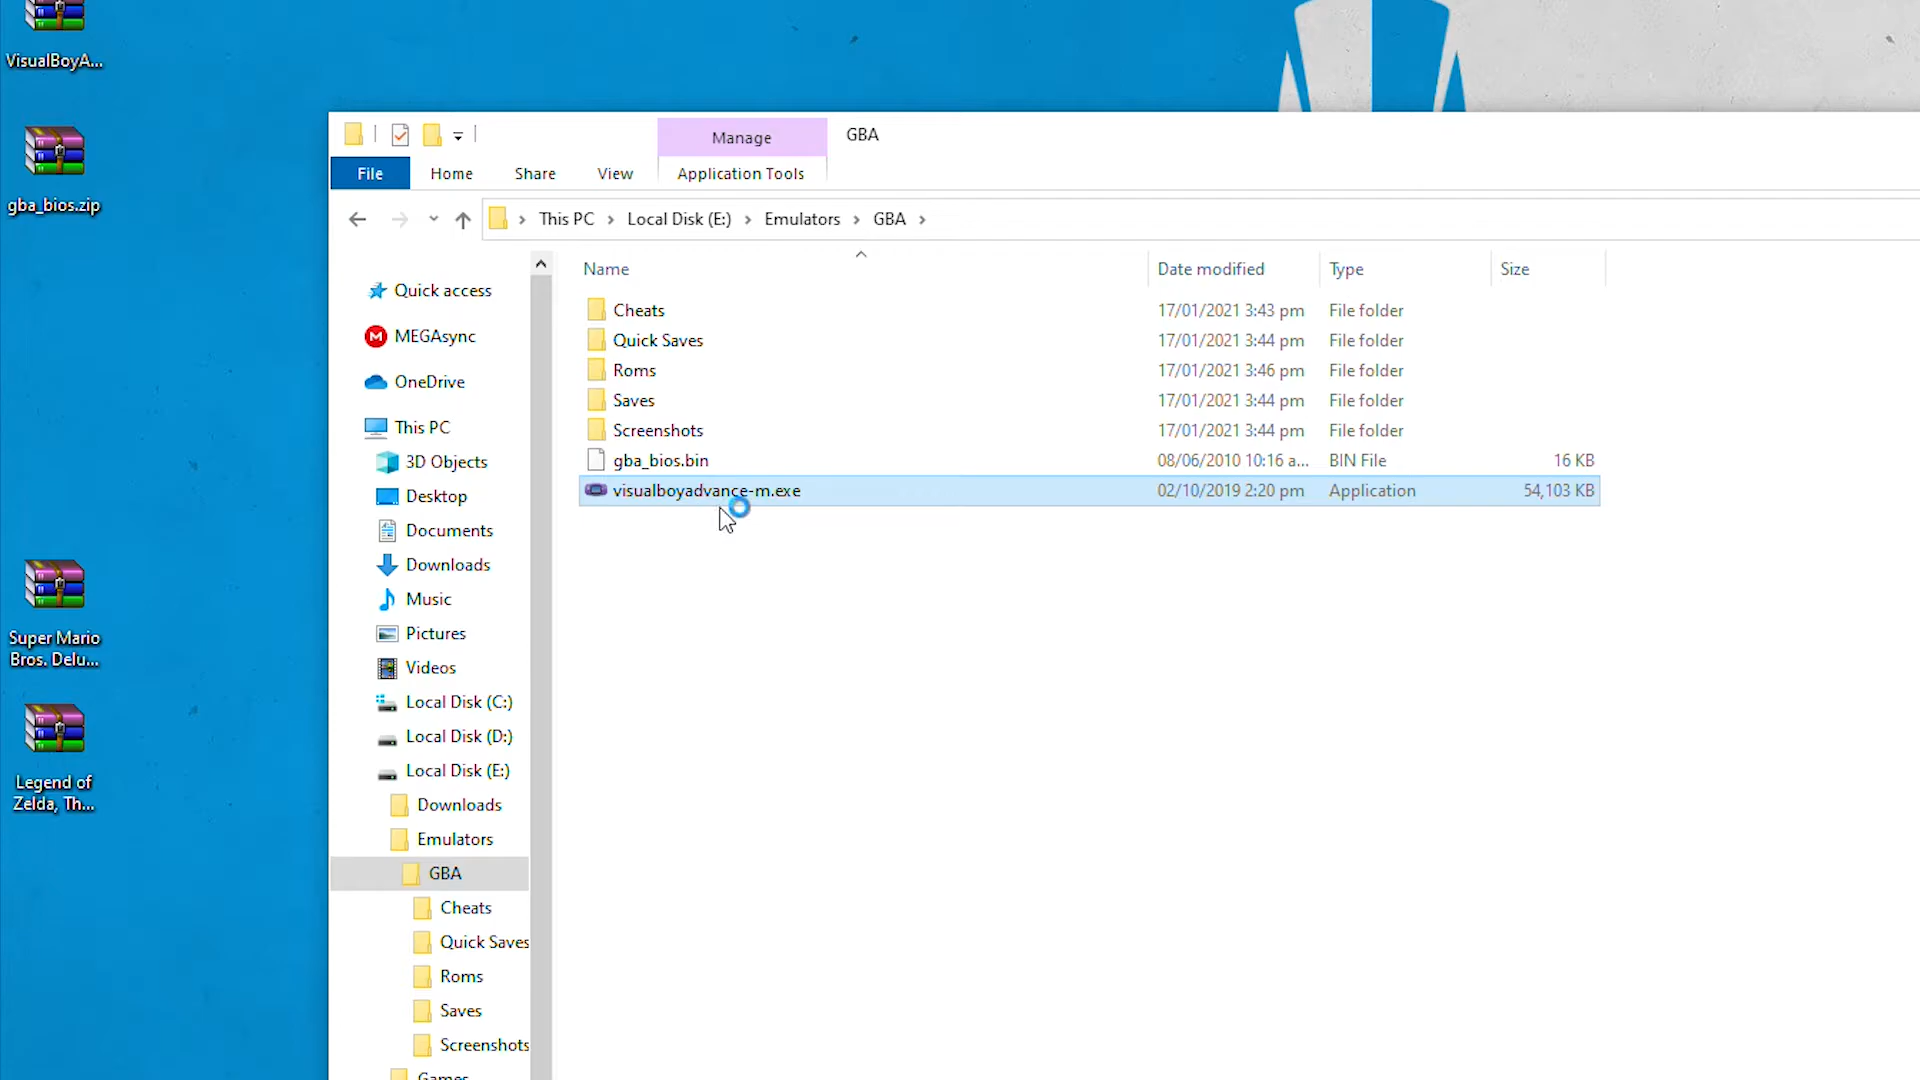 VisualBoyA...
gba_bios.zip
Super Mario
Bros. Delu...
Legend of
Zelda, Th...
Manage
GBA
File
Home
Share
View
Application Tools
This PC
Local Disk (E:)
Emulators
GBA
Quick access
MEGAsync
OneDrive
This PC
3D Objects
Desktop
Documents
Downloads
Music
Pictures
Videos
Local Disk (C:)
Local Disk (D:)
Local Disk (E:)
Downloads
Emulators
GBA
Cheats
Quick Saves
Roms
Saves
Screenshots
Games
Name Date modified Type Size
Cheats 17/01/2021 3:43 pm File folder
Quick Saves 17/01/2021 3:44 pm File folder
Roms 17/01/2021 3:46 pm File folder
Saves 17/01/2021 3:44 pm File folder
Screenshots 17/01/2021 3:44 pm File folder
gba_bios.bin 08/06/2010 10:16 a... BIN File 16 KB
visualboyadvance-m.exe 02/10/2019 2:20 pm Application 54,103 KB